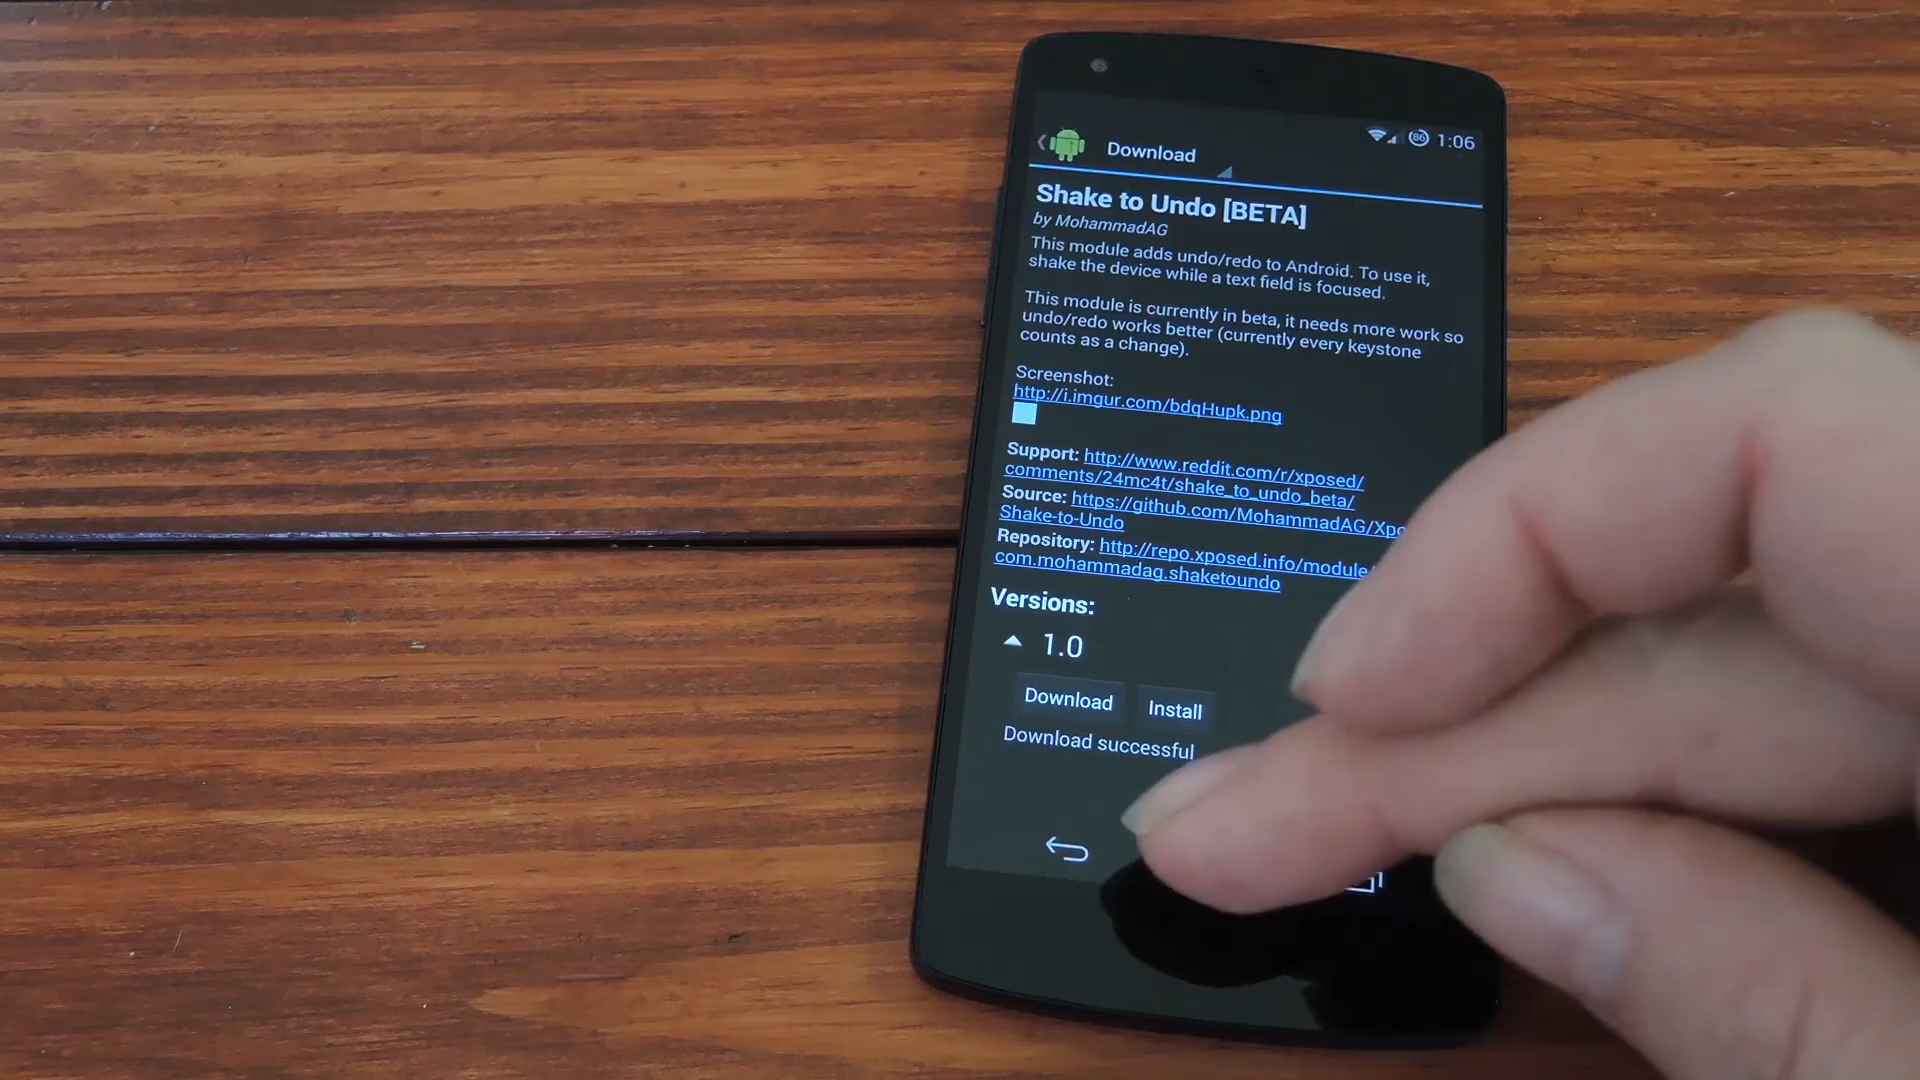 86 1:06
Download
Shake to Undo [BETA]
by MohammadAG
This module adds undo/redo to Android. To use it,
shake the device while a text field is focused.
This module is currently in beta, it needs more work so
undo/redo works better (currently every keystone
counts as a change).
Screenshot:
http://i.imgur.com/bdqHupk.png
Support: http://www.reddit.com/r/xposed/
comments/24mc4t/shake_to_undo_beta/
Source: https://github.com/MohammadAG/Xpo
Shake-to-Undo
Repository: http://repo.xposed.info/module/
com.mohammadag.shaketoundo
Versions:
1.0
Download Install
Download successful